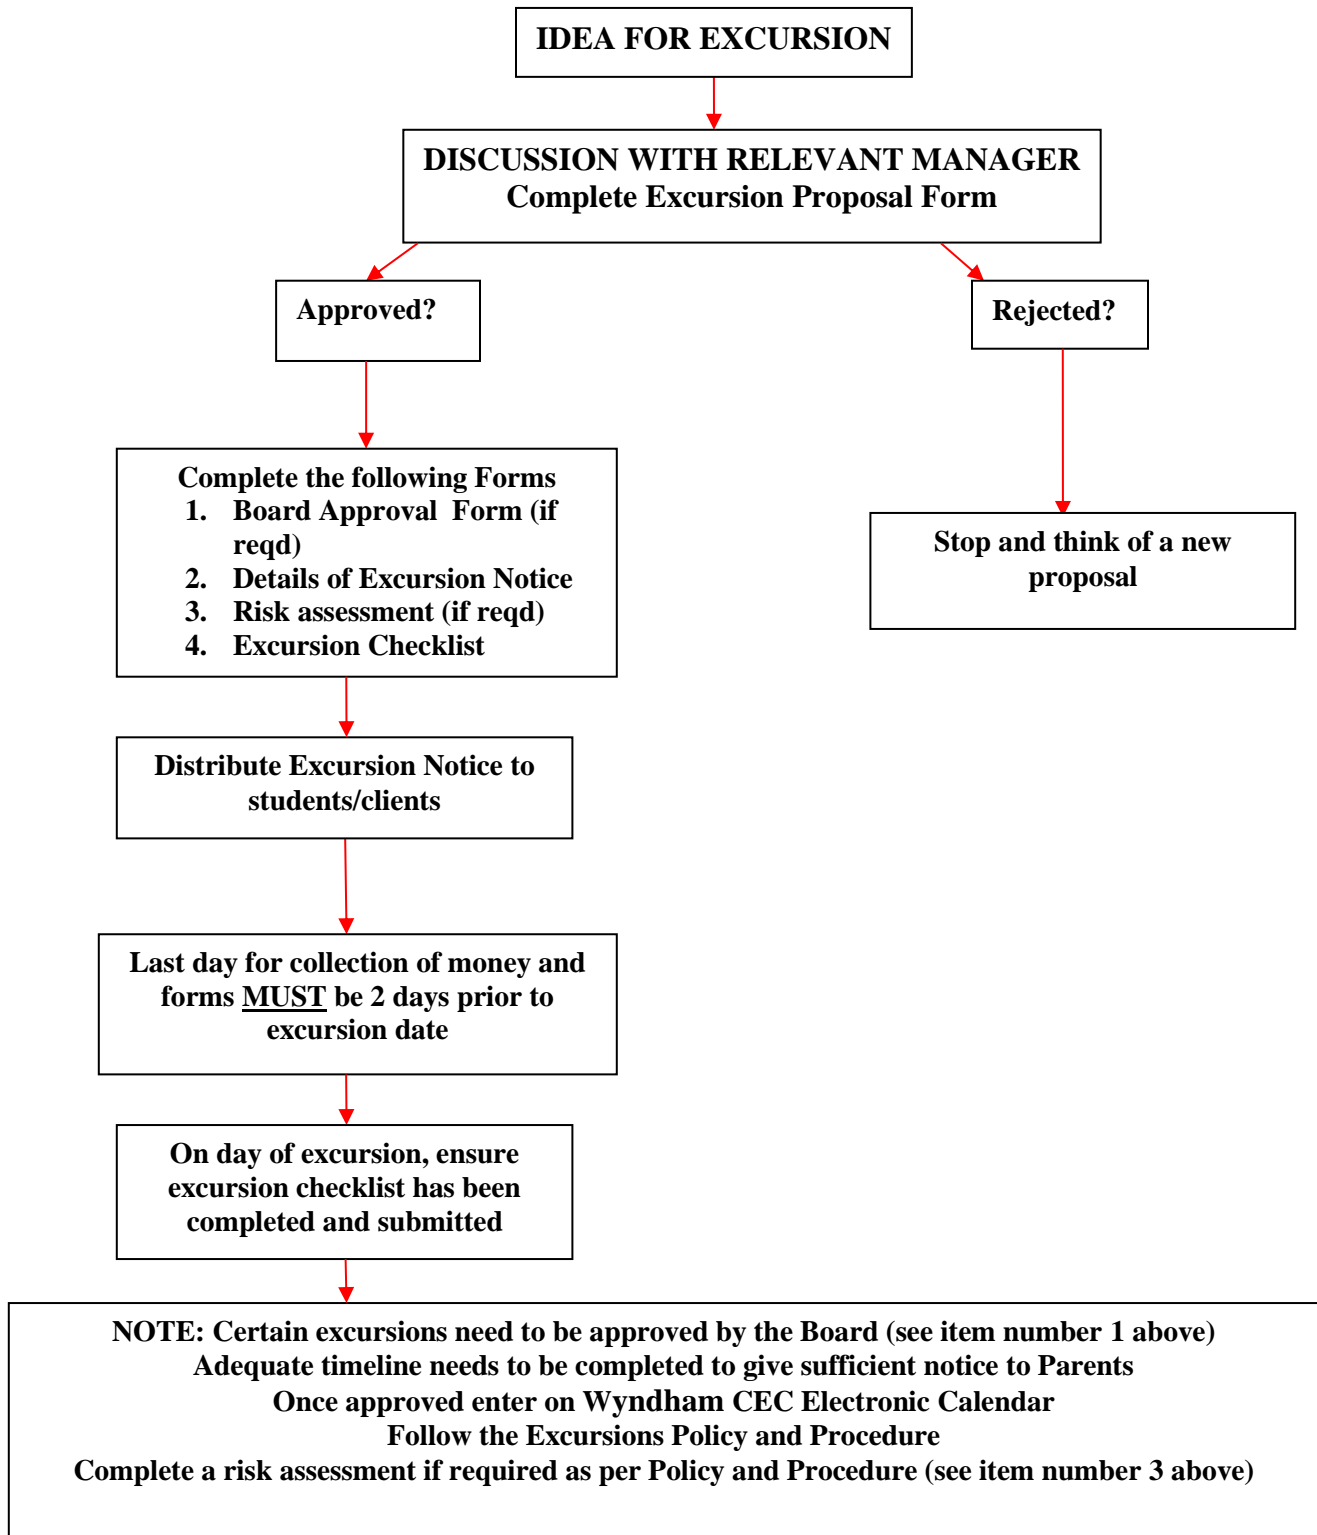 IDEA FOR EXCURSION
DISCUSSION WITH RELEVANT MANAGER
Complete Excursion Proposal Form
Approved?
Rejected?
Complete the following Forms
1. Board Approval Form (if
reqd)
2. Details of Excursion Notice
3. Risk assessment (if reqd)
4. Excursion Checklist
Stop and think of a new
proposal
Distribute Excursion Notice to
students/clients
Last day for collection of money and
forms MUST be 2 days prior to
excursion date
On day of excursion, ensure
excursion checklist has been
completed and submitted
NOTE: Certain excursions need to be approved by the Board (see item number 1 above)
Adequate timeline needs to be completed to give sufficient notice to Parents
Once approved enter on Wyndham CEC Electronic Calendar
Follow the Excursions Policy and Procedure
Complete a risk assessment if required as per Policy and Procedure (see item number 3 above)